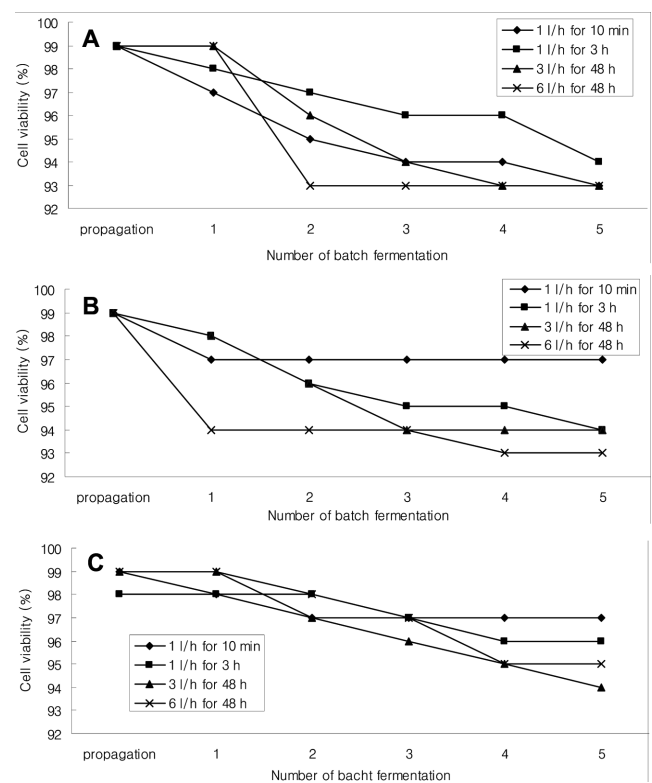 A
100
99
98
97
96
95
94
93
92
Cell viability (%)
1 l/h for 10 min
1 l/h for 3 h
3 l/h for 48 h
6 l/h for 48 h
propagation 1 2 3 4 5
Number of batch fermentation
B
100
99
98
97
96
95
94
93
92
Cell viability (%)
1 l/h for 10 min
1 l/h for 3 h
3 l/h for 48 h
6 l/h for 48 h
propagation 1 2 3 4 5
Number of batch fermentation
C
100
99
98
97
96
95
94
93
92
Cell viability (%)
1 l/h for 10 min
1 l/h for 3 h
3 l/h for 48 h
6 l/h for 48 h
propagation 1 2 3 4 5
Number of bacht fermentation